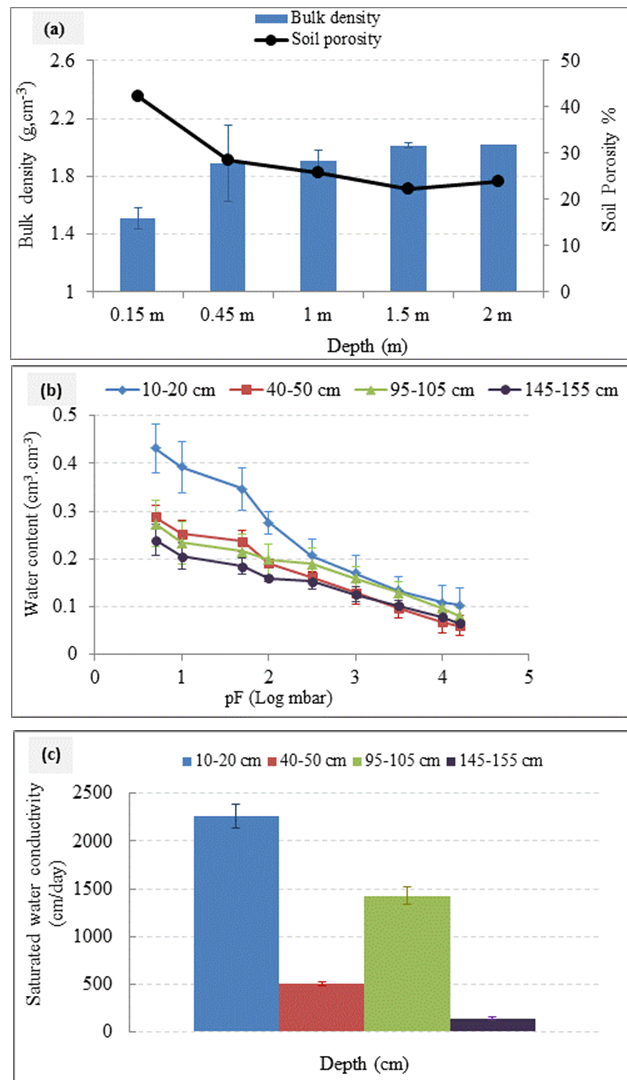 (a)
Bulk density
Soil porosity
Bulk density (g,cm-3)
2.6
2.2
1.8
1.4
1
50
40
30
20
10
0
Soil Porosity %
0.15 m 0.45 m 1 m 1.5 m 2 m
Depth (m)
(b)
10-20 cm 40-50 cm 95-105 cm 145-155 cm
Water content (cm³.cm-³)
0.5
0.4
0.3
0.2
0.1
0
0 1 2 3 4 5
pF (Log mbar)
(c)
10-20 cm 40-50 cm 95-105 cm 145-155 cm
Saturated water conductivity
(cm/day)
2500
2000
1500
1000
500
0
Depth (cm)